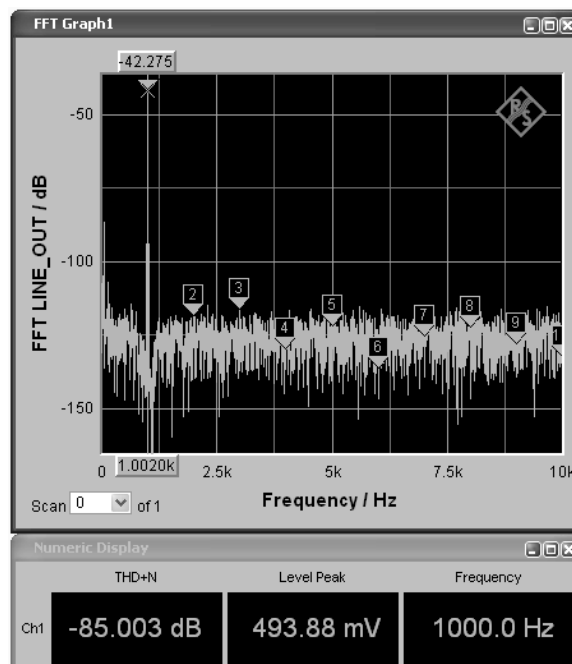 FFT Graph1
-42.275
-50
R&S
-100
-150
FFT LINE_OUT / dB
2
3
4
5
6
7
8
9
1
0
1.0020k
2.5k
5k
7.5k
10k
Frequency / Hz
Scan 0 of 1
Numeric Display
THD+N Level Peak Frequency
Ch1 -85.003 dB 493.88 mV 1000.0 Hz